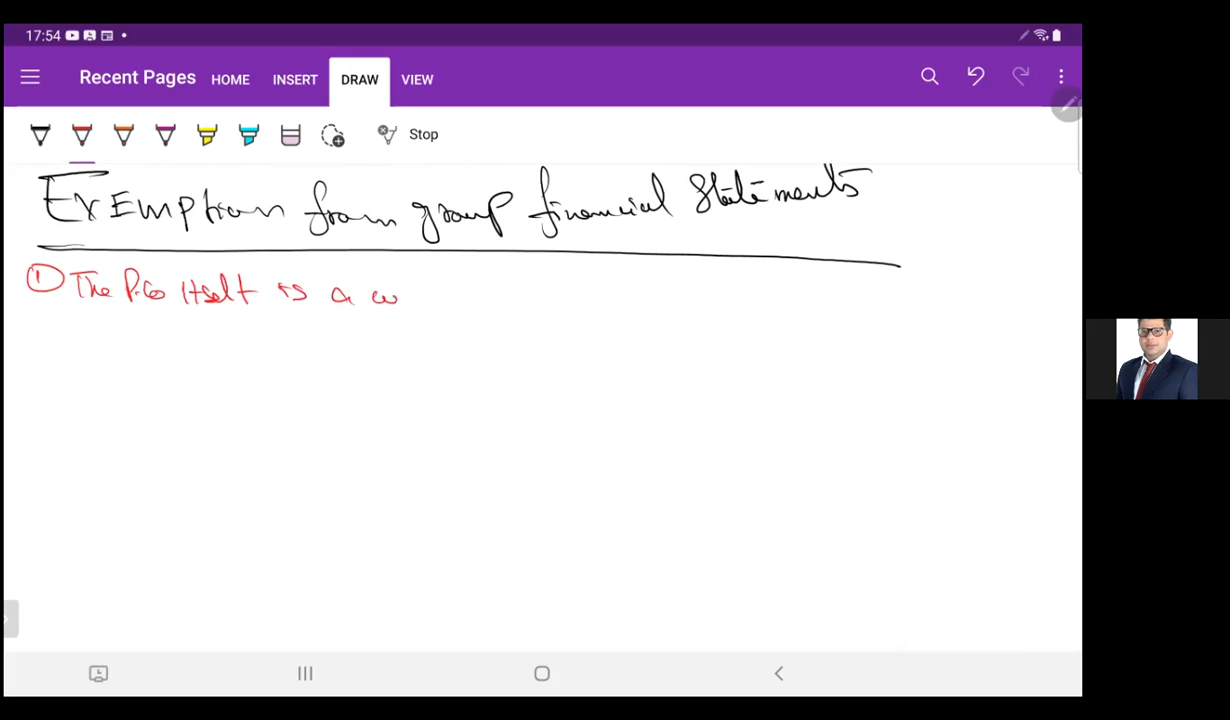 17:54
Recent Pages HOME INSERT DRAW VIEW
Stop
Exemption from group financial Statements
① The P.Co itself is a w